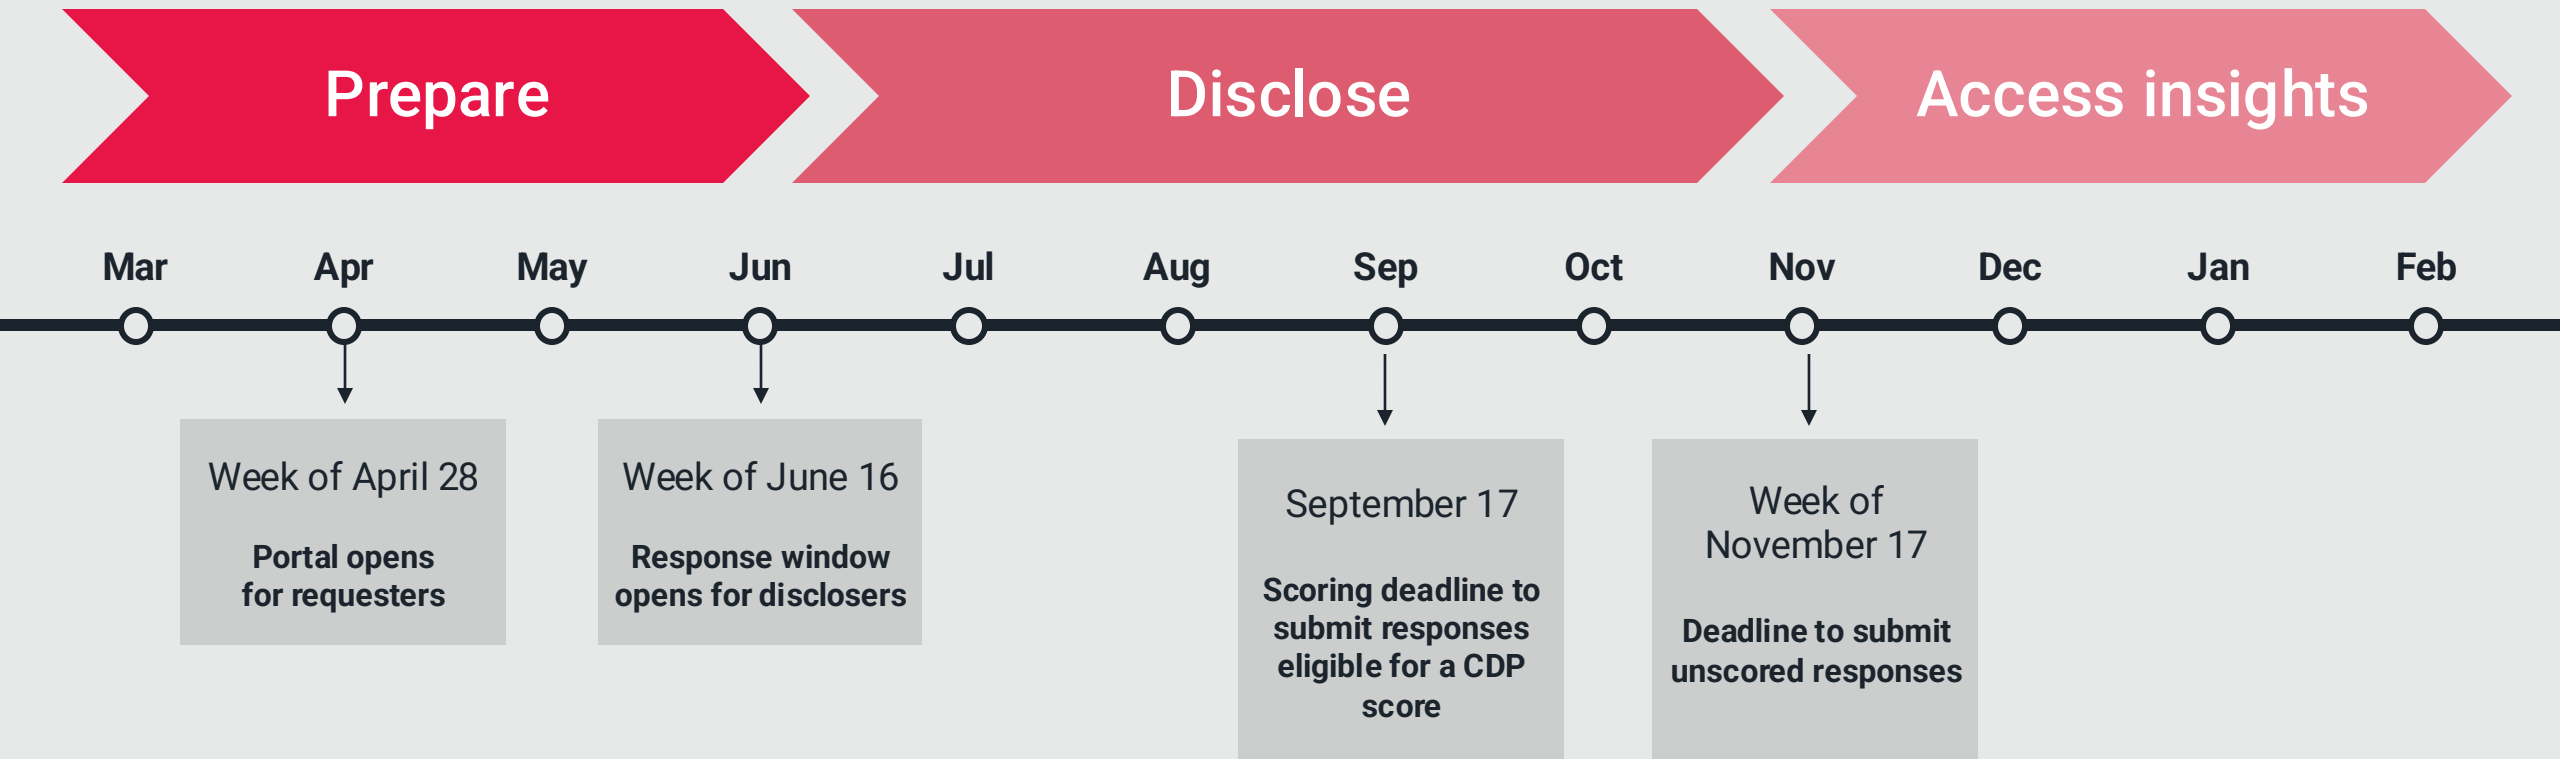 Prepare
Disclose
Access insights
Mar
Apr
May
Jun
Jul
Aug
Sep
Oct
Nov
Dec
Jan
Feb
Week of April 28
Portal opens
for requesters
Week of June 16
Response window
opens for disclosers
September 17
Scoring deadline to
submit responses
eligible for a CDP
score
Week of
November 17
Deadline to submit
unscored responses